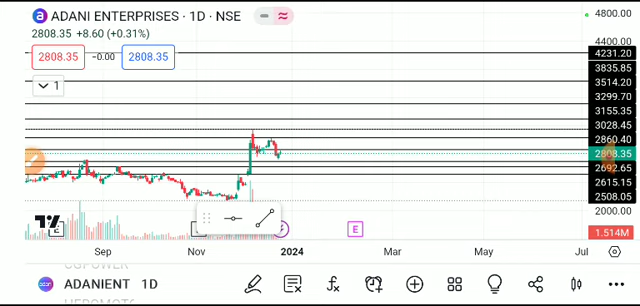 ADANI ENTERPRISES · 1D · NSE
2808.35 +8.60 (+0.31%)
2808.35 −0.00 2808.35
1
4800.00
4400.00
4231.20
3835.85
3514.20
3299.70
3155.35
3028.45
2860.40
2808.35
2692.65
2615.15
2508.05
2000.00
1.514M
E
E
Sep Nov 2024 Mar May Jul
CGPOWER
adani ADANIENT 1D